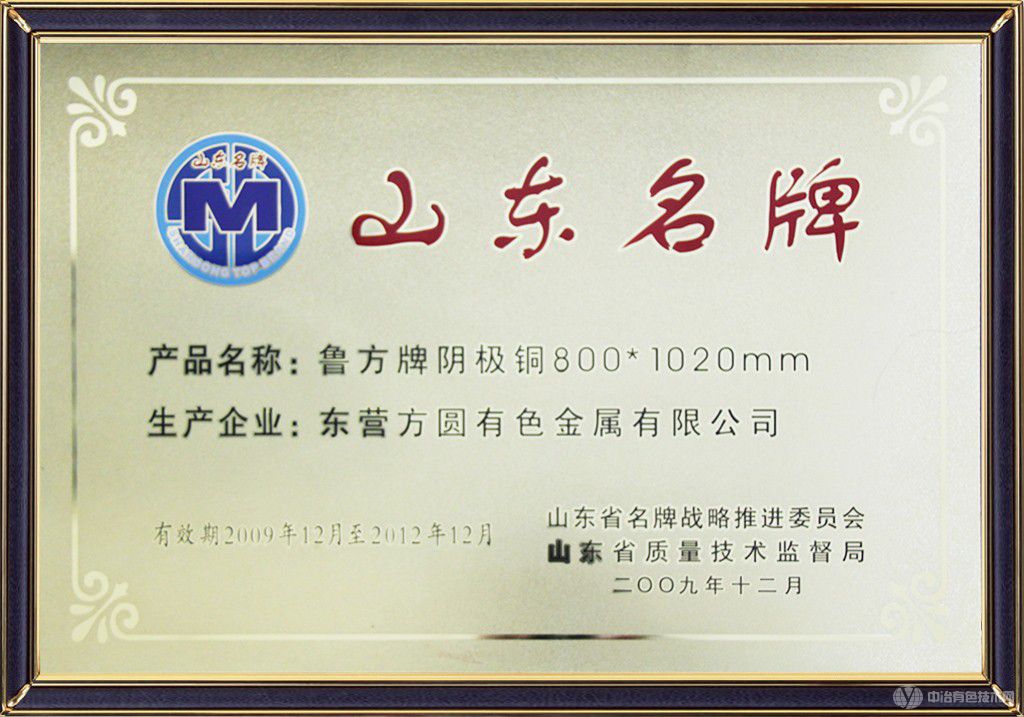 山东名牌
M
SHANDONG TOP BRAND
山东名牌
产品名称：鲁方牌阴极铜800*1020mm
生产企业：东营方圆有色金属有限公司
有效期2009年12月至2012年12月
山东省名牌战略推进委员会
山东省质量技术监督局
二〇〇九年十二月
中冶有色技术网